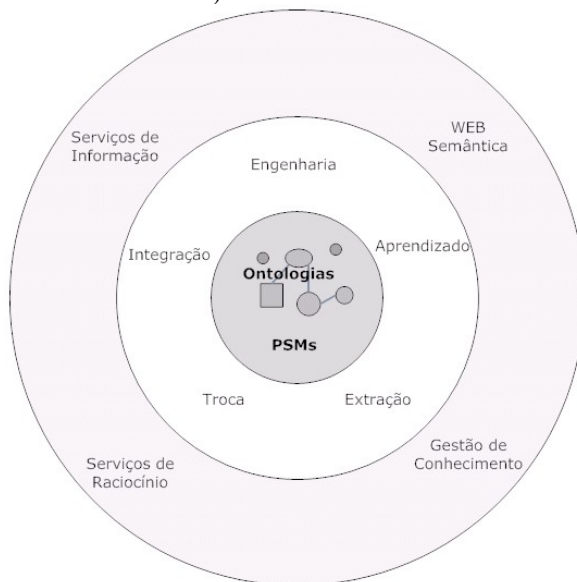 Serviços de
Informação
WEB
Semântica
Engenharia
Integração
Aprendizado
Ontologias
PSMs
Troca
Extração
Serviços de
Raciocínio
Gestão de
Conhecimento